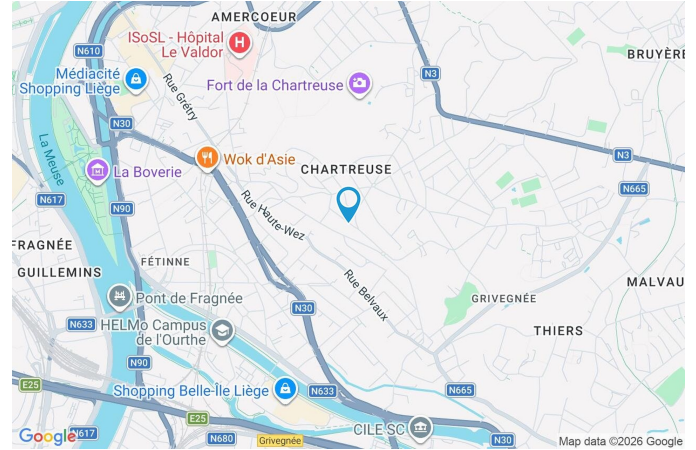 AMERCOEUR
ISoSL - Hôpital
Le Valdor
N610
BRUYÈRE
Médiacité
Shopping Liège
Fort de la Chartreuse
N3
Rue Grétry
N30
La Meuse
Wok d'Asie
CHARTREUSE
N3
La Boverie
N665
N617
N90
Rue Haute-Wez
FRAGNÉE
FÉTINNE
GUILLEMINS
Rue Belvaux
MALVAU
Pont de Fragnée
GRIVEGNÉE
N30
N633
HELMo Campus
de l'Ourthe
THIERS
N90
E25
Shopping Belle-Île Liège
N633
N665
E25
CILE SC
Google
N617
N680
Grivegnée
N30
Map data ©2026 Google